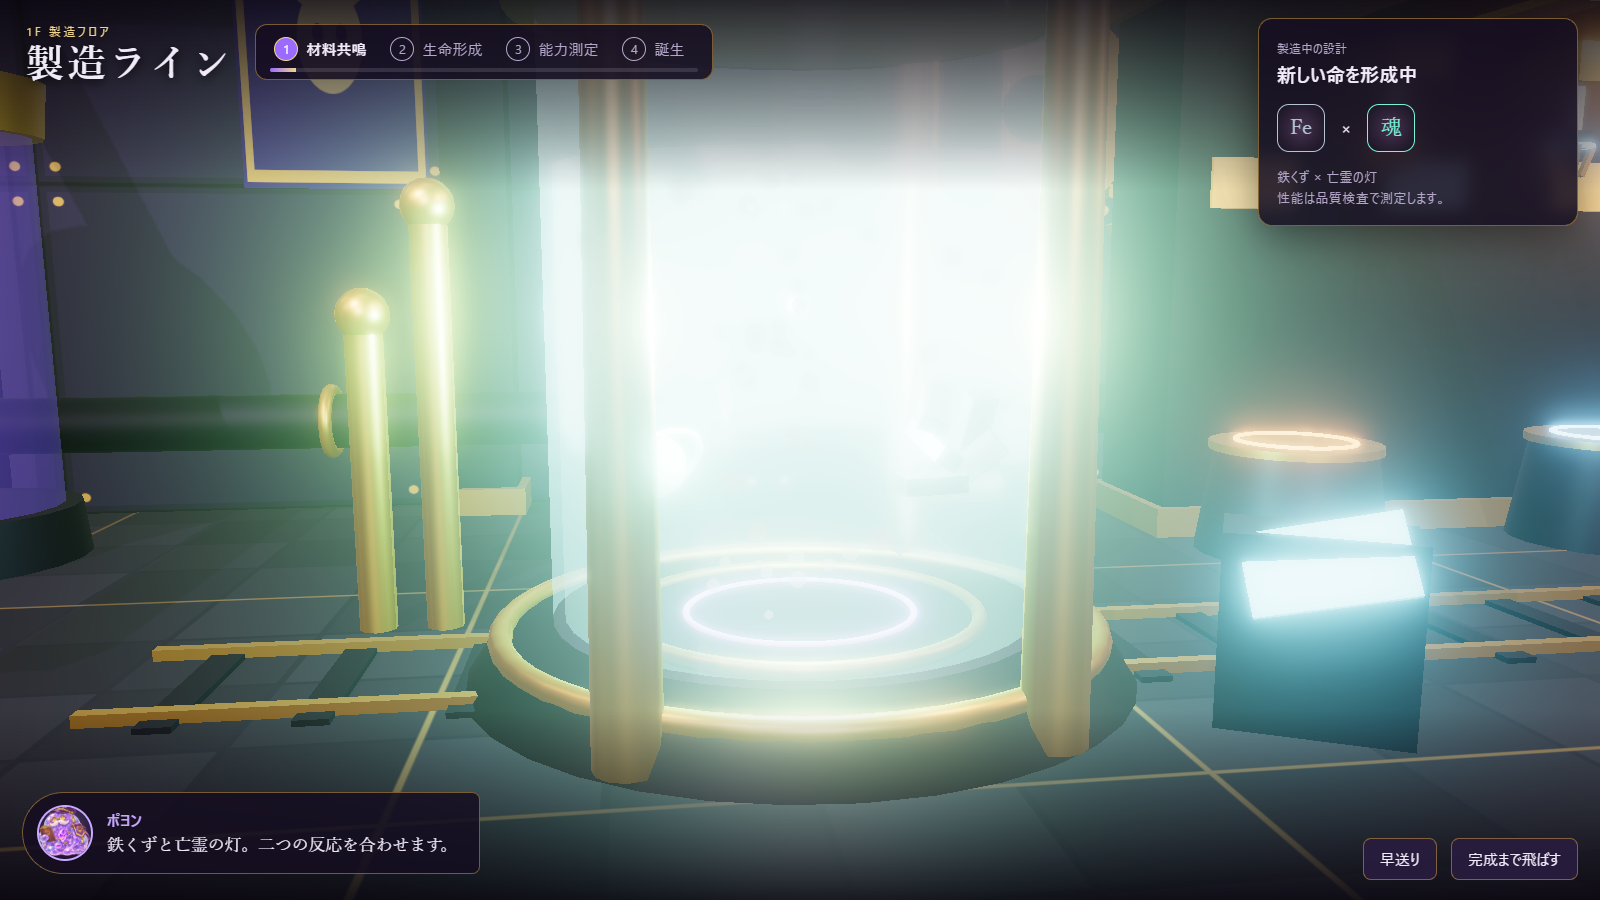 1F 製造フロア
製造ライン
1 材料共鳴 2 生命形成 3 能力測定 4 誕生
製造中の設計
新しい命を形成中
Fe × 魂
鉄くず × 亡霊の灯
性能は品質検査で測定します。
ポヨン
鉄くずと亡霊の灯。二つの反応を合わせます。
早送り 完成まで飛ばす